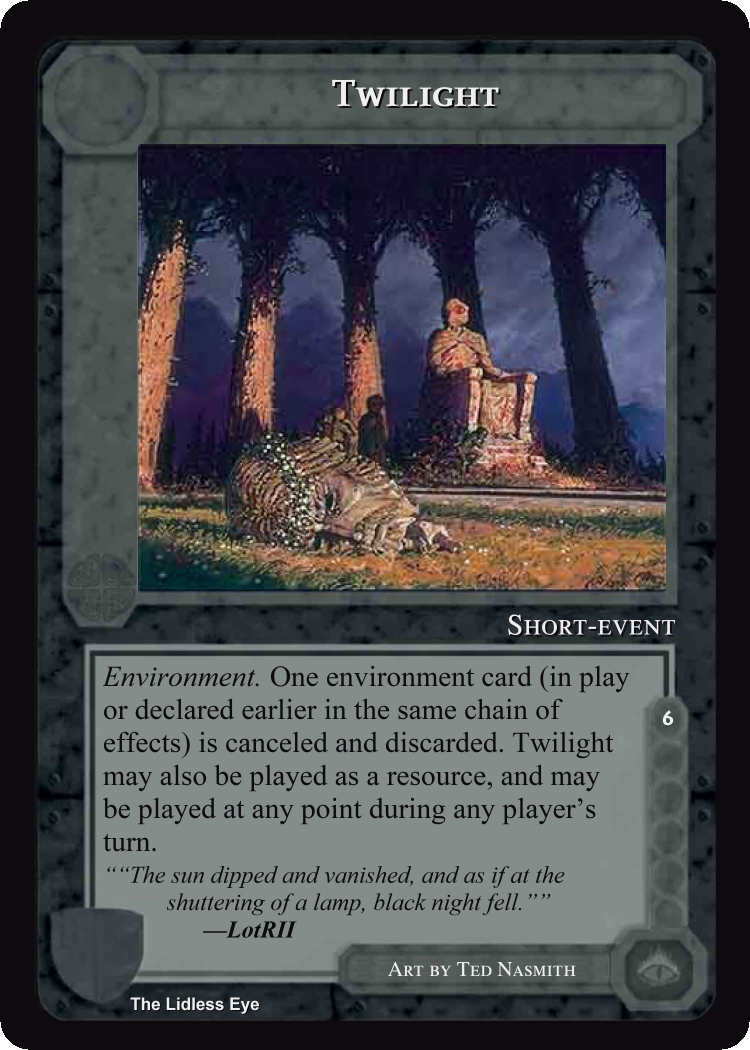 Twilight
Short-event
Environment. One environment card (in play
or declared earlier in the same chain of
effects) is canceled and discarded. Twilight
may also be played as a resource, and may
be played at any point during any player's
turn.
6
““The sun dipped and vanished, and as if at the
shuttering of a lamp, black night fell.””
—LotRII
Art by Ted Nasmith
The Lidless Eye